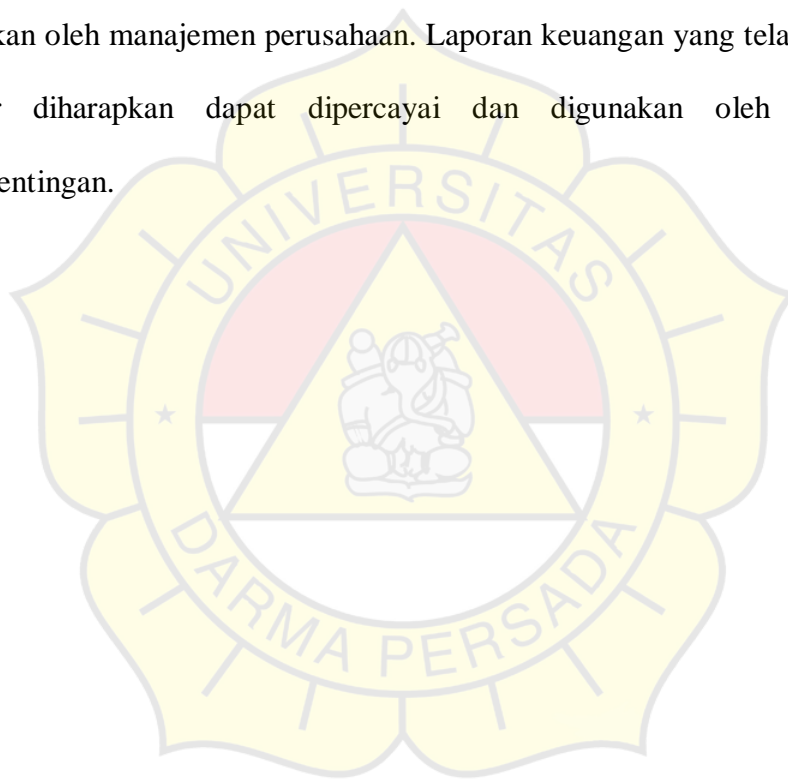 kan oleh manajemen perusahaan. Laporan keuangan yang tela
r diharapkan dapat dipercayai dan digunakan oleh
entingan.
UNIVERSITAS
DARMA PERSADA